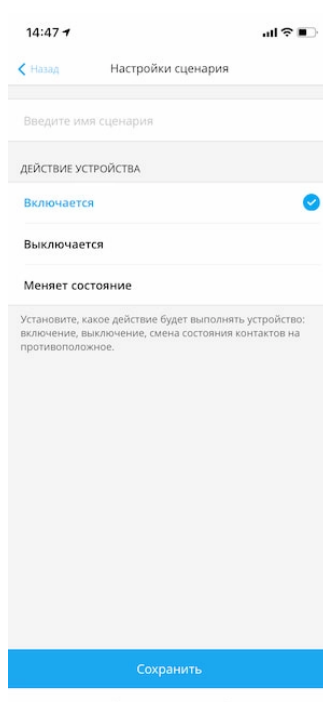 14:47
Назад Настройки сценария
Введите имя сценария
ДЕЙСТВИЕ УСТРОЙСТВА
Включается
Выключается
Меняет состояние
Установите, какое действие будет выполнять устройство:
включение, выключение, смена состояния контактов на
противоположное.
Сохранить